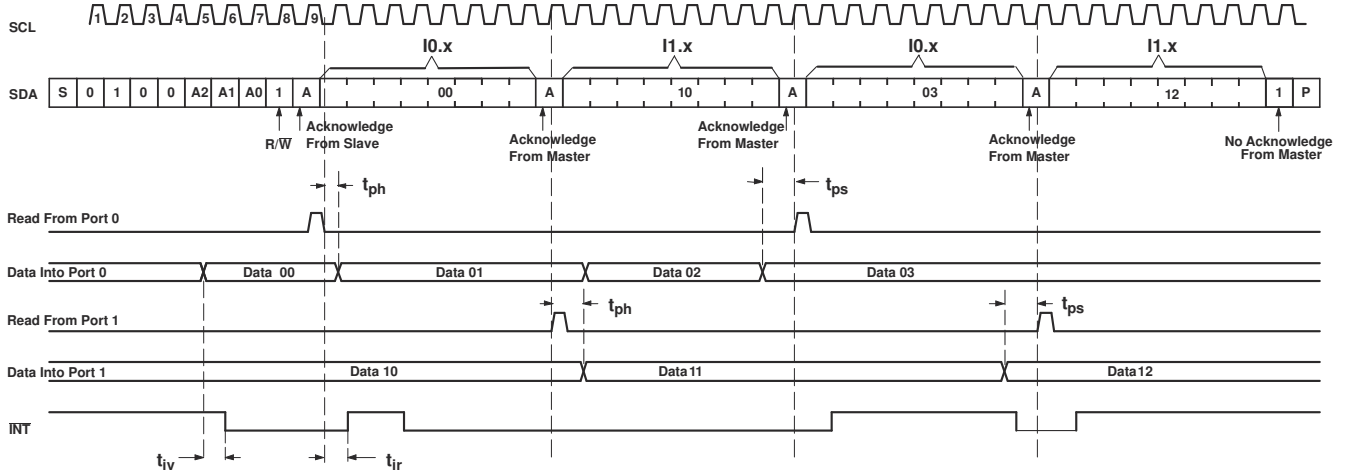 SCL
1 2 3 4 5 6 7 8 9
I0.x I1.x I0.x I1.x
SDA S 0 1 0 0 A2 A1 A0 1 A 00 A 10 A 03 A 12 1 P
R/W̅
Acknowledge
From Slave
Acknowledge
From Master
Acknowledge
From Master
Acknowledge
From Master
No Acknowledge
From Master
tph tps
Read From Port 0
Data Into Port 0 Data 00 Data 01 Data 02 Data 03
tph tps
Read From Port 1
Data Into Port 1 Data 10 Data 11 Data 12
I̅N̅T̅
tiv tir